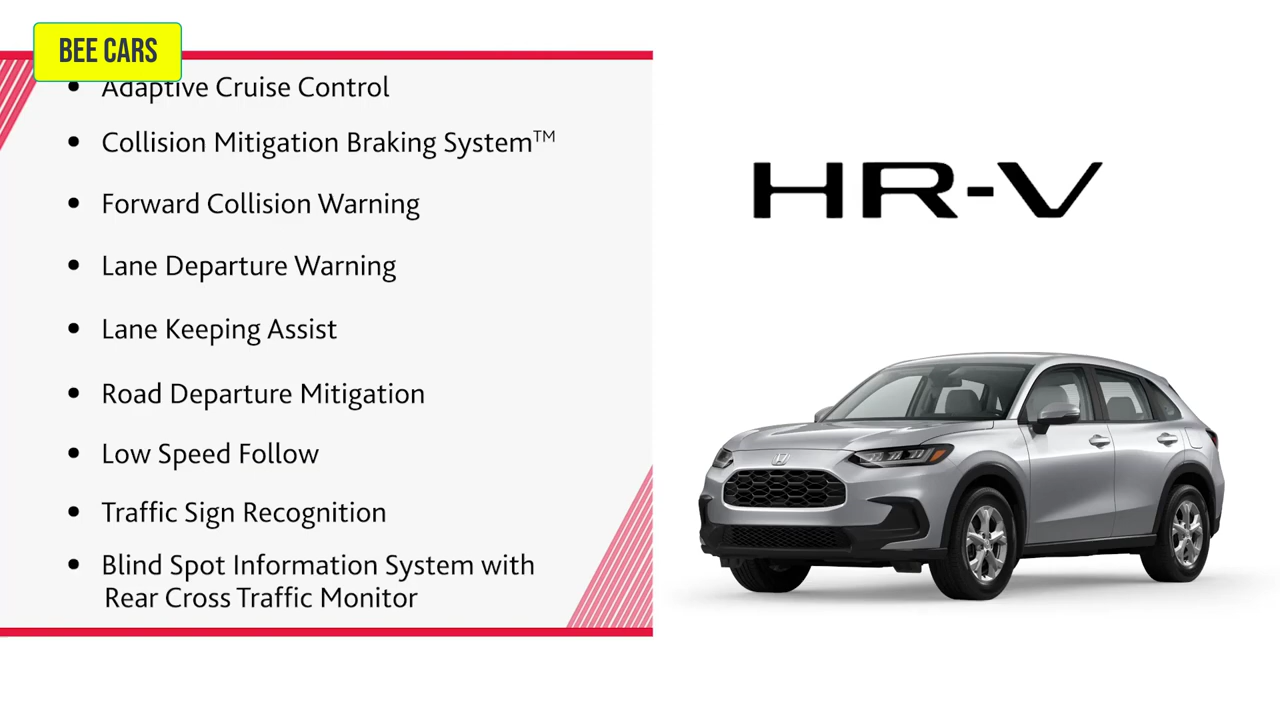 BEE CARS
• Adaptive Cruise Control
• Collision Mitigation Braking System™
• Forward Collision Warning
• Lane Departure Warning
• Lane Keeping Assist
• Road Departure Mitigation
• Low Speed Follow
• Traffic Sign Recognition
• Blind Spot Information System with
Rear Cross Traffic Monitor
HR-V